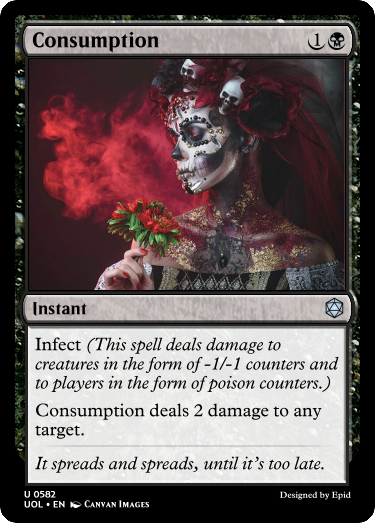 Consumption 1
Instant
Infect (This spell deals damage to
creatures in the form of -1/-1 counters and
to players in the form of poison counters.)
Consumption deals 2 damage to any
target.
It spreads and spreads, until it's too late.
U 0582 Designed by Epid
UOL • EN Canvan Images